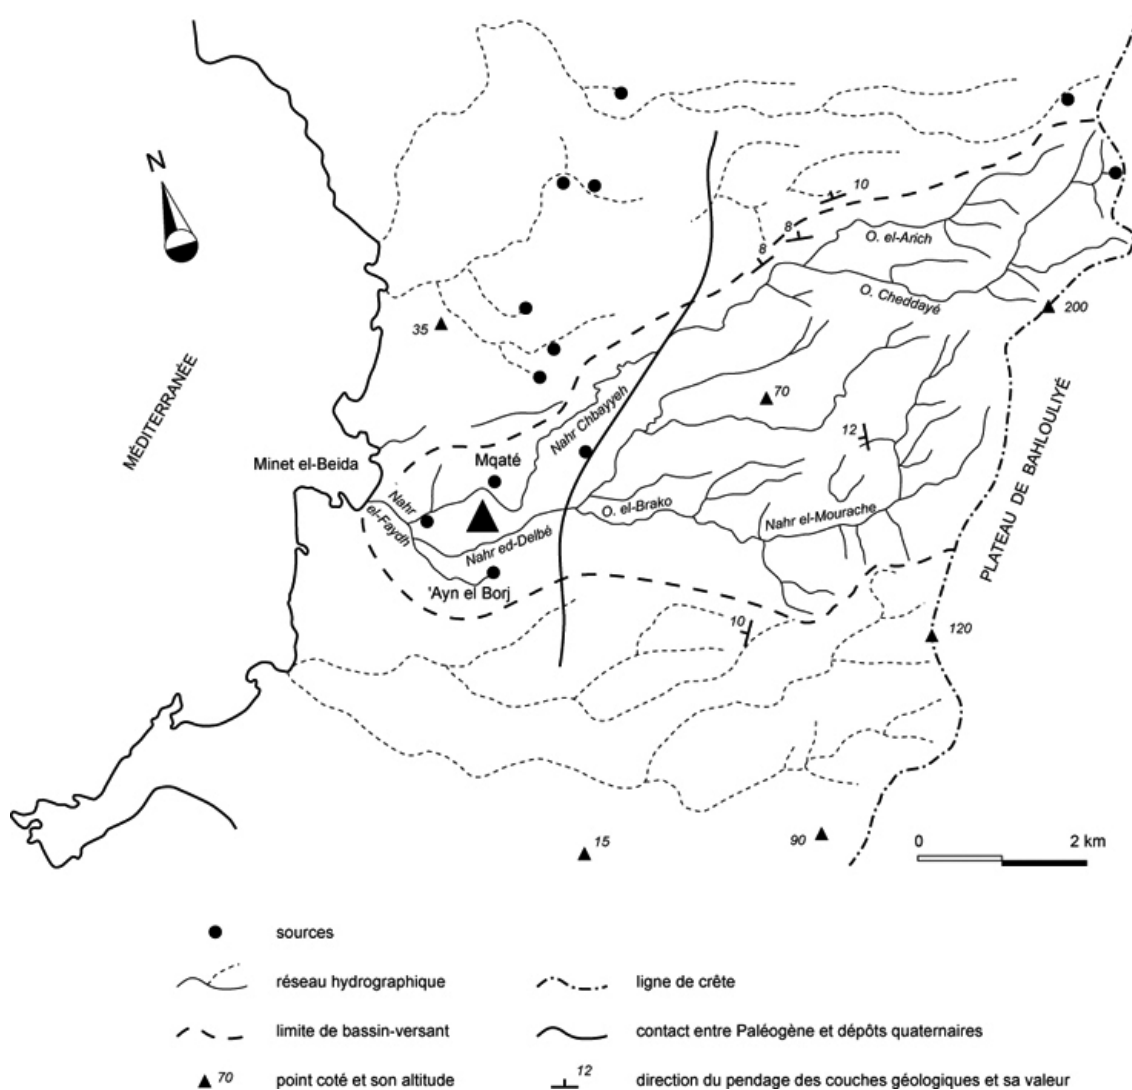 N
10
8
8
O. el-Arich
O. Cheddayé
200
35
MÉDITERRANÉE
70
PLATEAU DE BAHLOULIYÉ
Nahr Chbayyeh
12
Minet el-Beida
Mqaté
Nahr
el-Faydh
O. el-Brako
Nahr el-Mourache
Nahr ed-Delbé
'Ayn el Borj
10
120
15
90
0 2 km
sources
réseau hydrographique
ligne de crête
limite de bassin-versant
contact entre Paléogène et dépôts quaternaires
70 point coté et son altitude
12 direction du pendage des couches géologiques et sa valeur